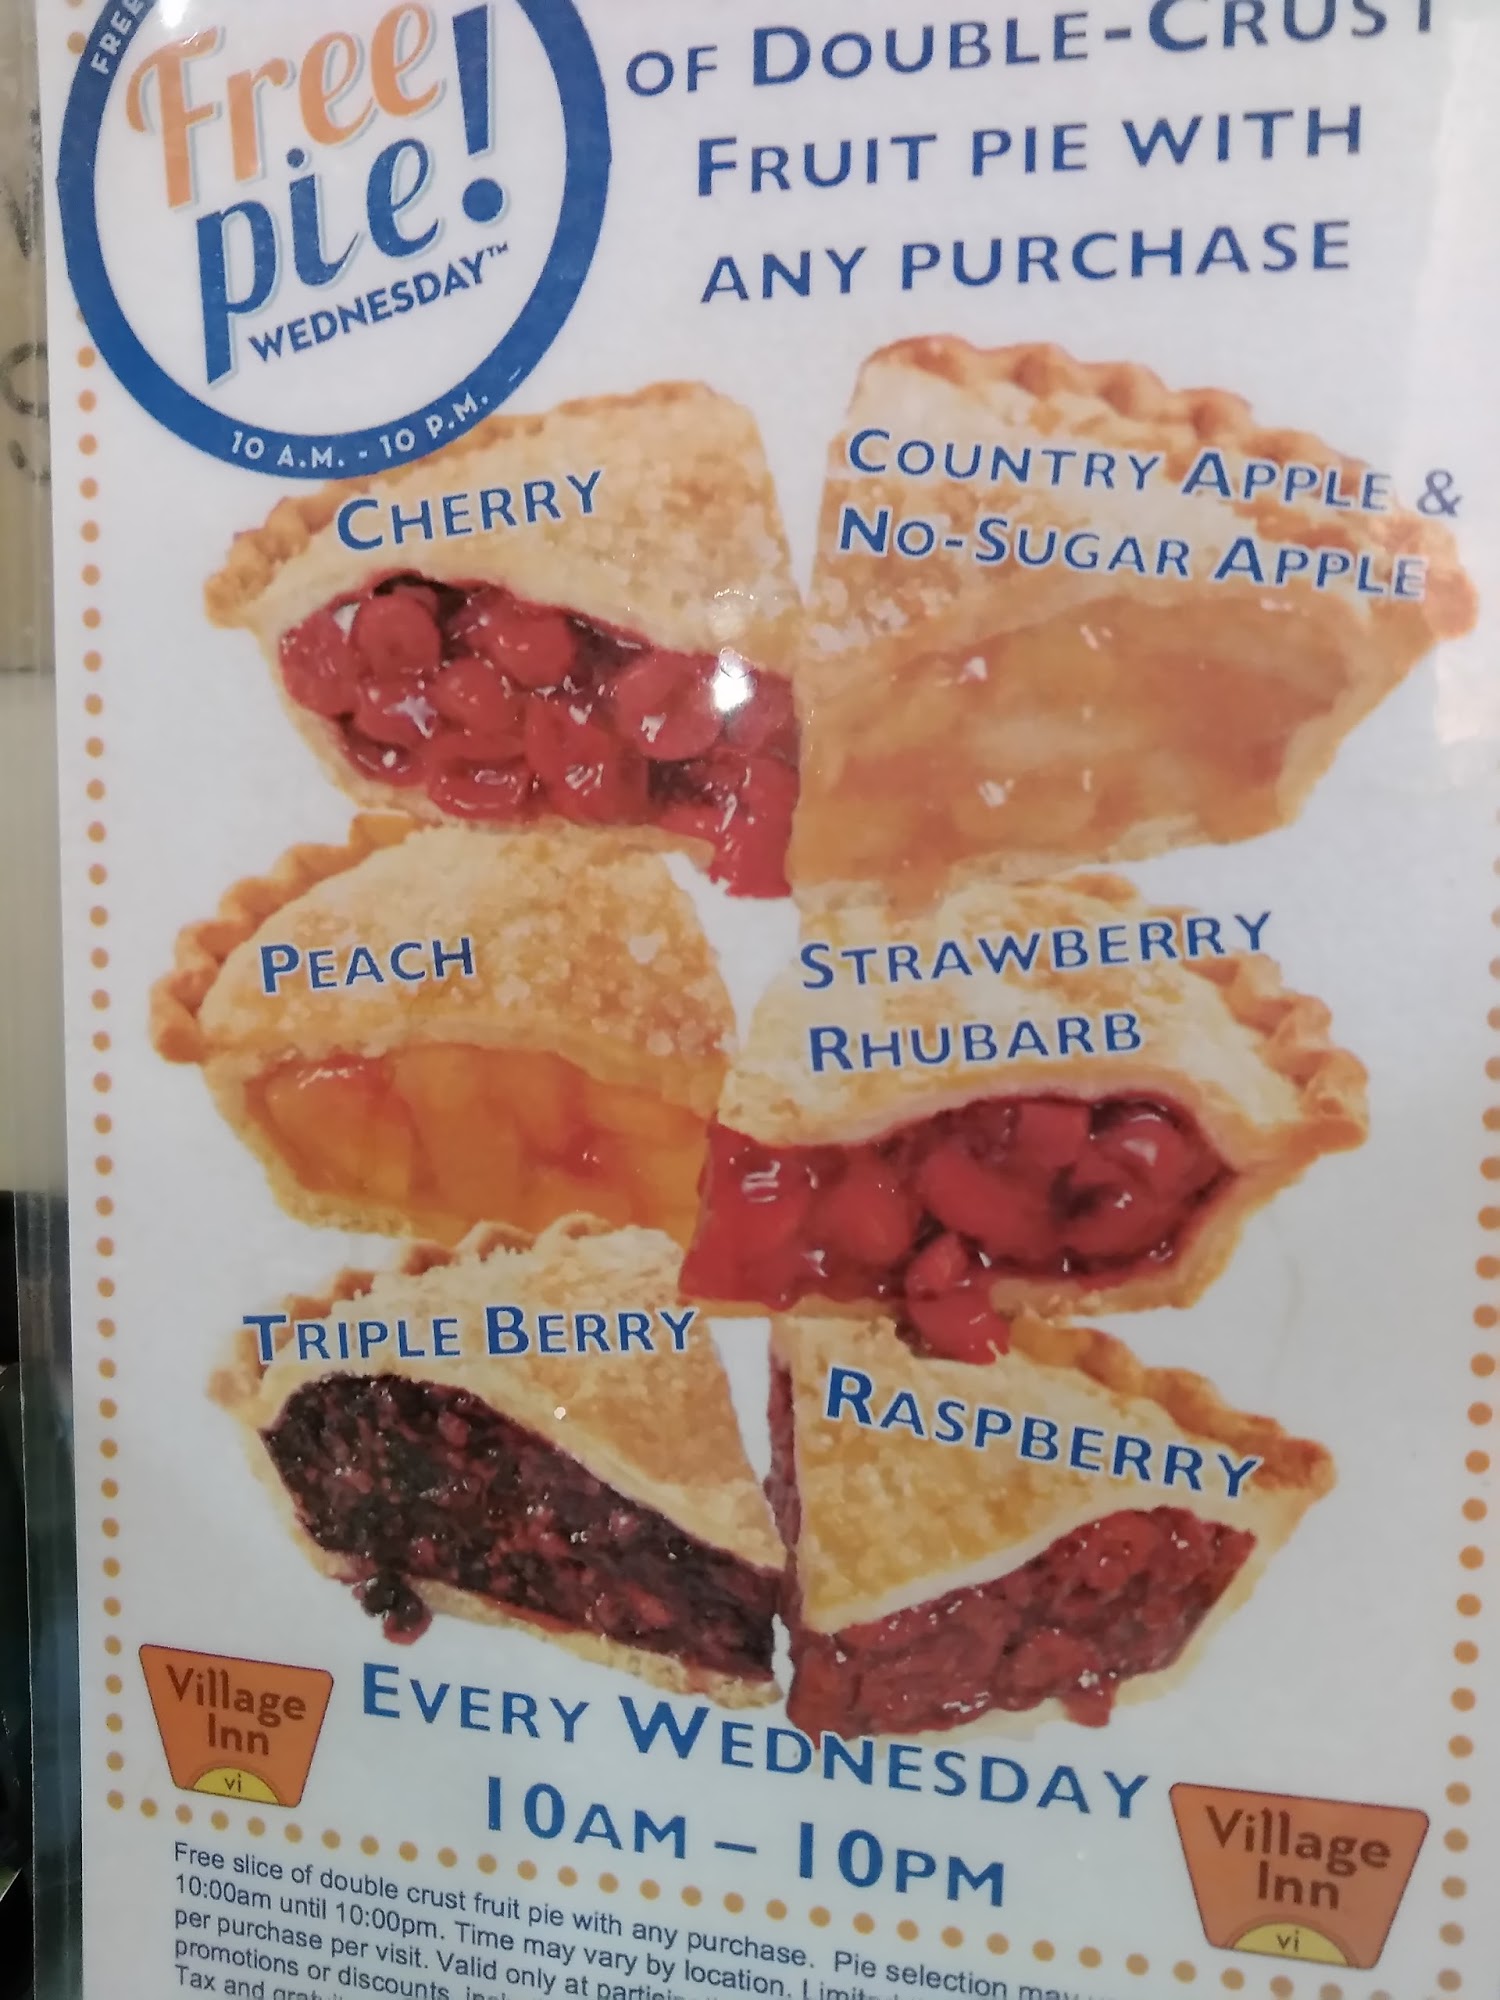 FREE
Free
pie!
WEDNESDAY™
10 A.M. - 10 P.M.
OF DOUBLE-CRUST
FRUIT PIE WITH
ANY PURCHASE
CHERRY
COUNTRY APPLE &
NO-SUGAR APPLE
PEACH
STRAWBERRY
RHUBARB
TRIPLE BERRY
RASPBERRY
Village
Inn
vi
EVERY WEDNESDAY
10AM – 10PM
Village
Inn
vi
Free slice of double crust fruit pie with any purchase. Pie selection may
10:00am until 10:00pm. Time may vary by location.
per purchase per visit. Valid only at
promotions or discounts,
Tax and